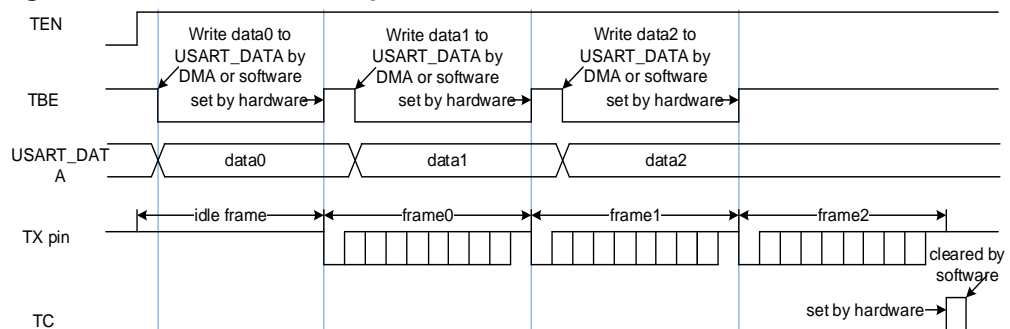 TEN
Write data0 to
USART_DATA by
DMA or software
Write data1 to
USART_DATA by
DMA or software
Write data2 to
USART_DATA by
DMA or software
TBE
set by hardware
set by hardware
set by hardware
USART_DAT
A
data0
data1
data2
idle frame
frame0
frame1
frame2
TX pin
cleared by
software
set by hardware
TC